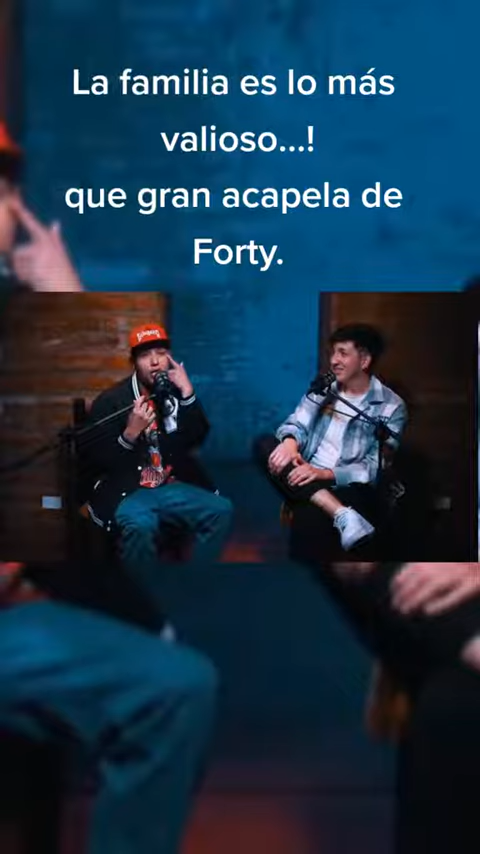 La familia es lo más
valioso...!
que gran acapela de
Forty.